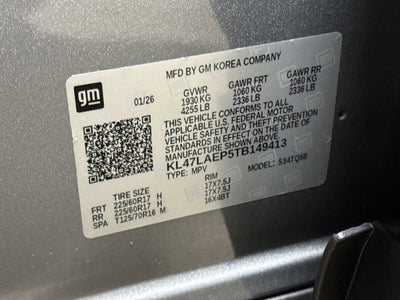 gm
MFD BY GM KOREA COMPANY
01/26
GVWR GAWR FRT GAWR RR
1930 KG 1060 KG 1060 KG
4255 LB 2336 LB 2336 LB
THIS VEHICLE CONFORMS TO ALL
APPLICABLE U.S. FEDERAL MOTOR
VEHICLE SAFETY AND THEFT PREVENTION
STANDARDS IN EFFECT ON THE DATE OF
MANUFACTURE SHOWN ABOVE.
KL47LAEP5TB149413
TYPE: MPV MODEL: 534TQ58
TIRE SIZE RIM
FRT 225/60R17 H 17X7.5J
RR 225/60R17 H 17X7.5J
SPA T125/70R16 M 16X4BT